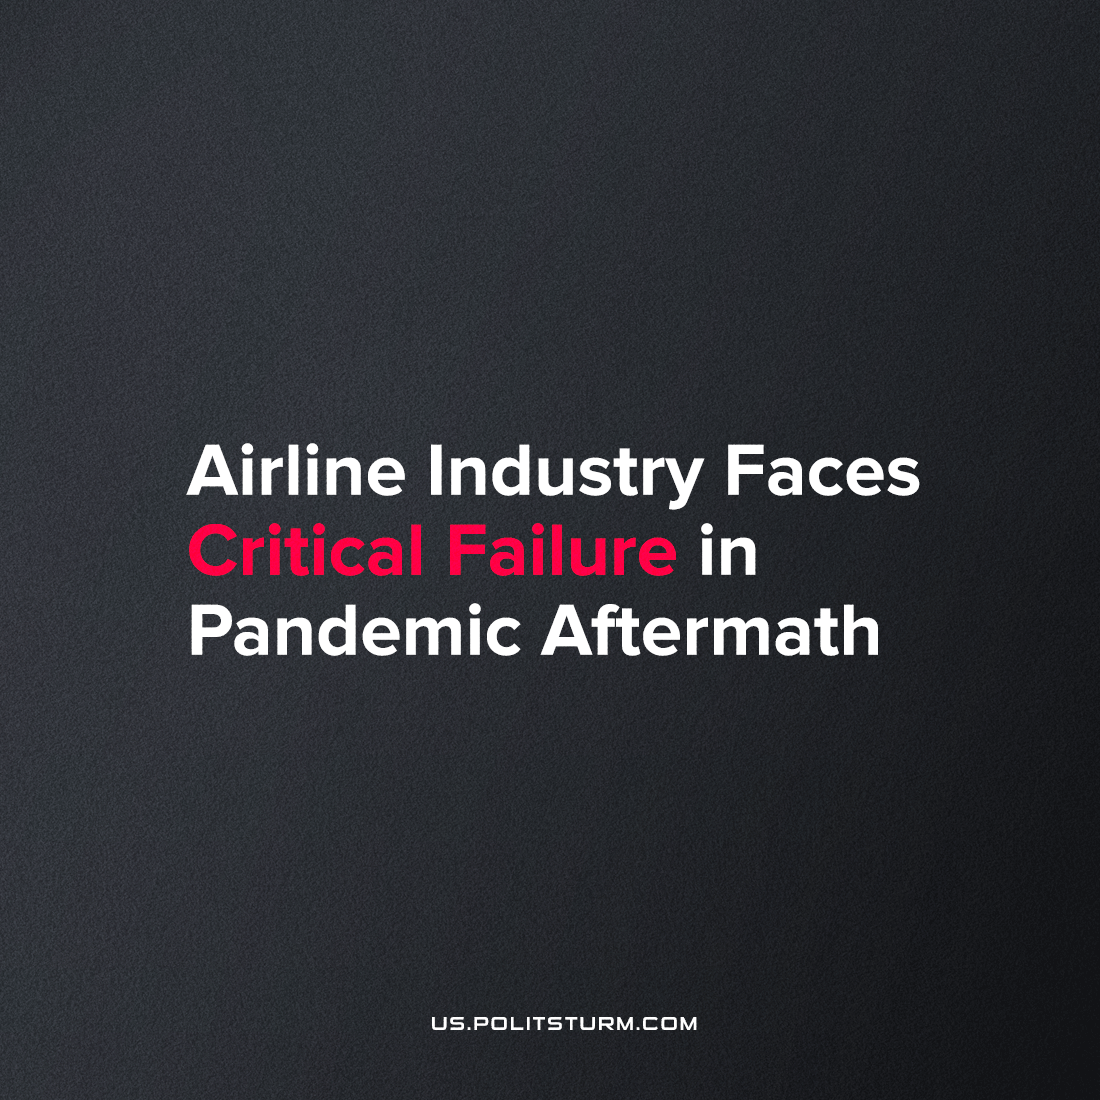 Airline Industry Faces
Critical Failure in
Pandemic Aftermath
US.POLITSTURM.COM